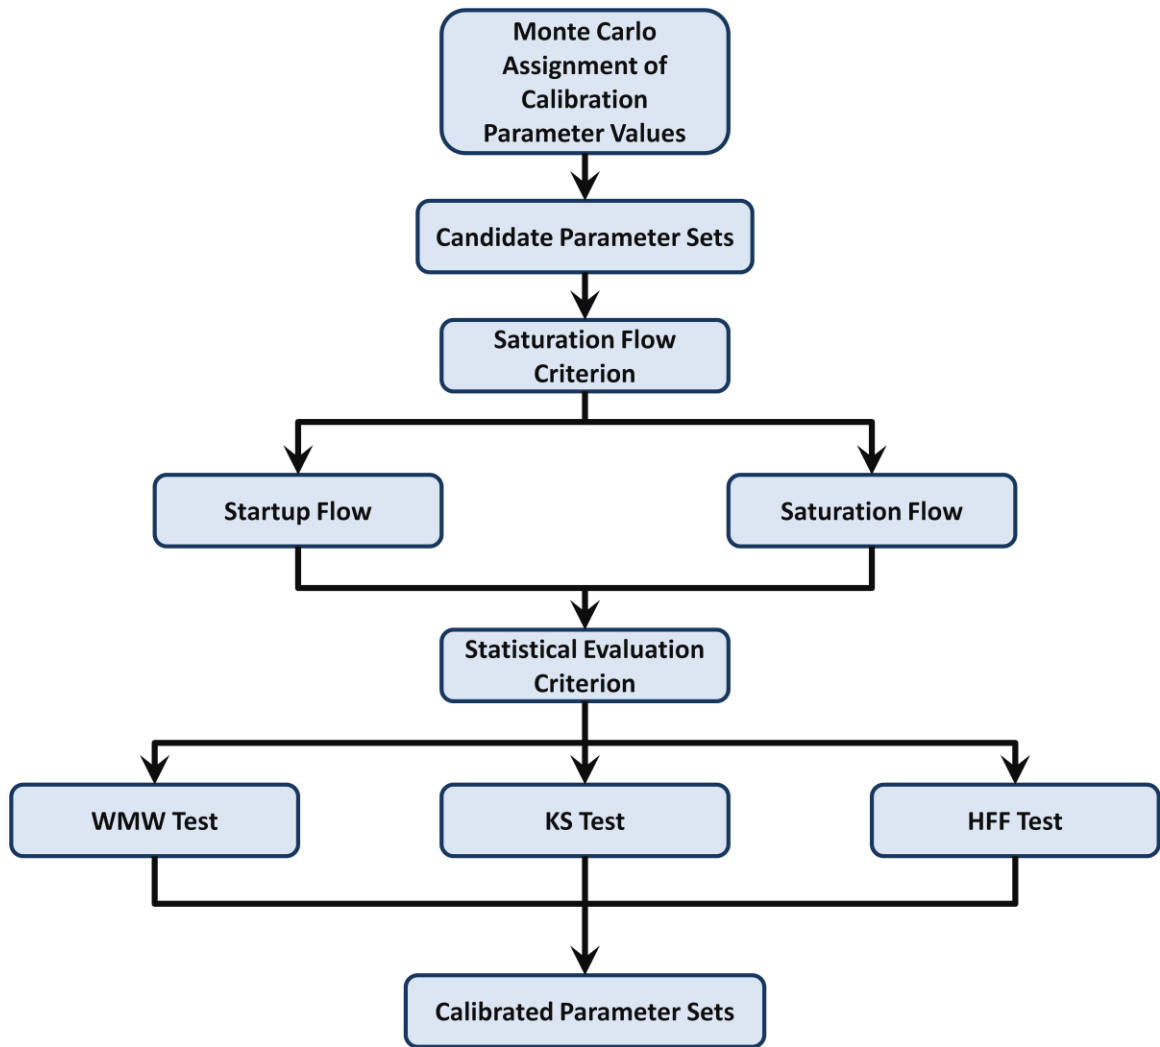 Monte Carlo
Assignment of
Calibration
Parameter Values
Candidate Parameter Sets
Saturation Flow
Criterion
Startup Flow
Saturation Flow
Statistical Evaluation
Criterion
WMW Test
KS Test
HFF Test
Calibrated Parameter Sets